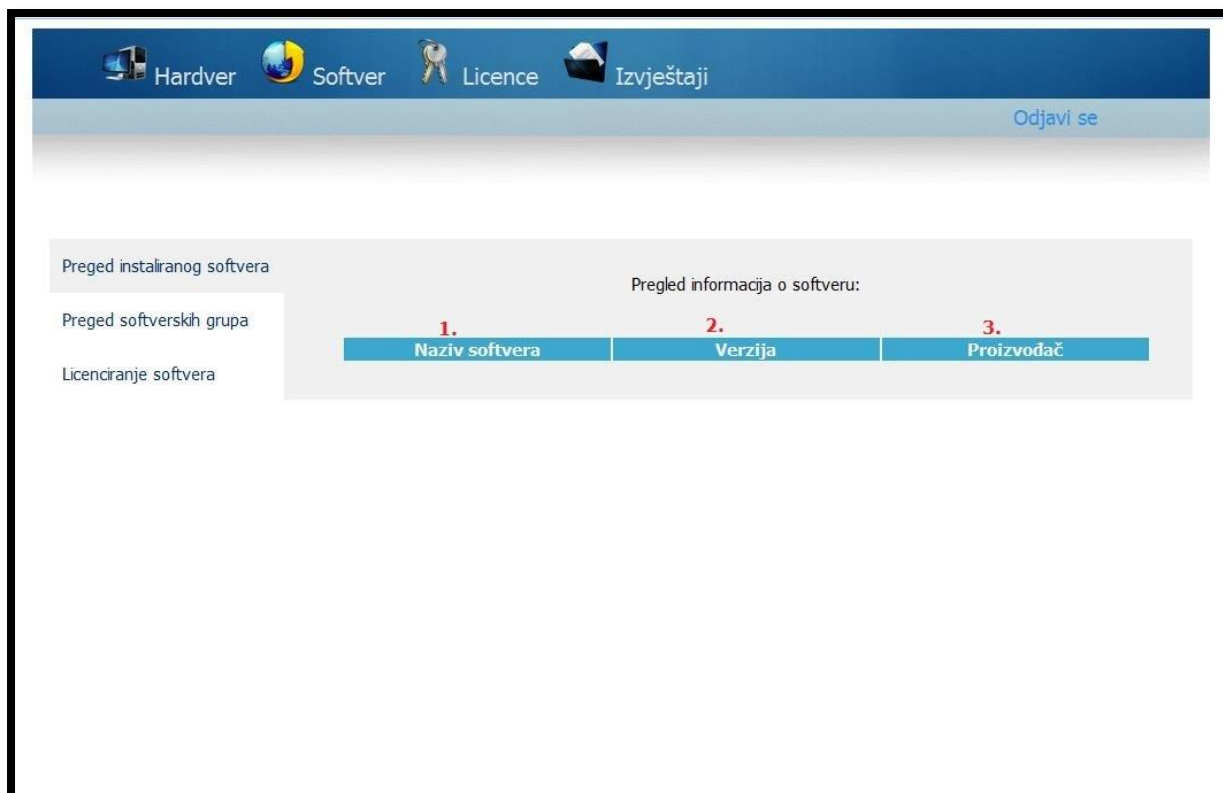 Hardver Softver Licence Izvještaji
Odjavi se
Preged instaliranog softvera
Pregled informacija o softveru:
Preged softverskih grupa
1. 2. 3.
Naziv softvera Verzija Proizvođač
Licenciranje softvera